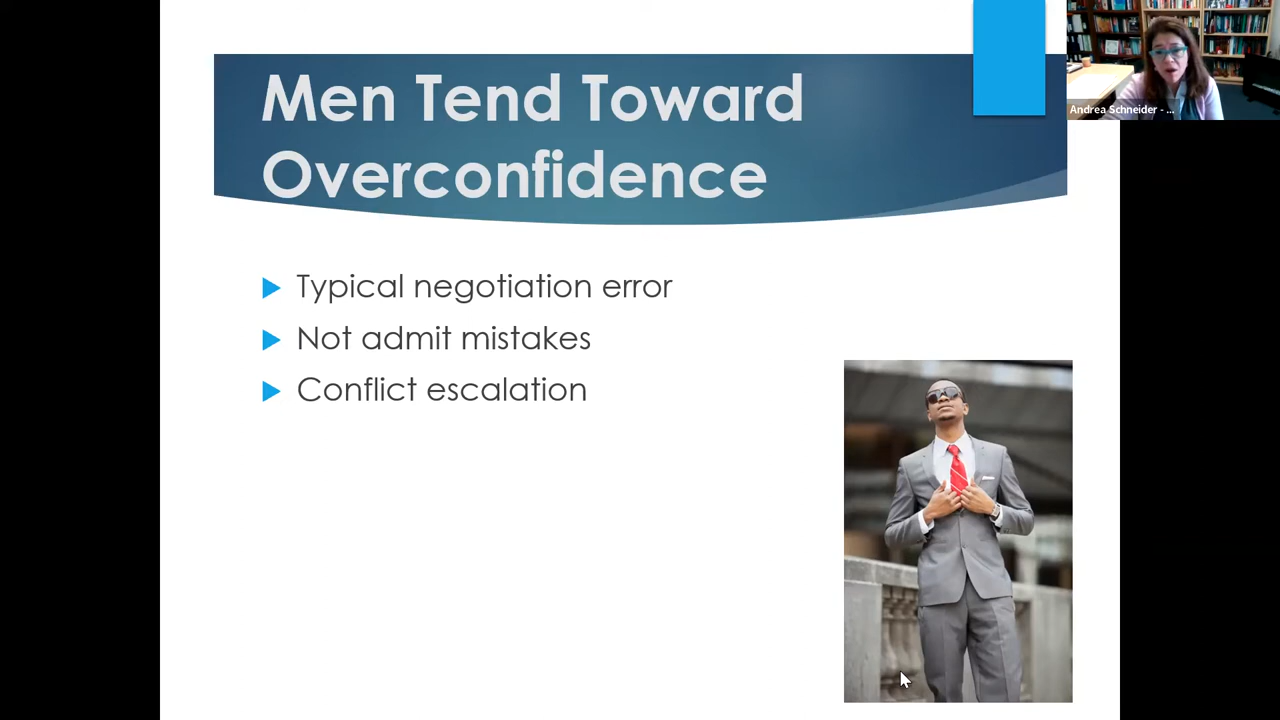 Men Tend Toward
Overconfidence
Typical negotiation error
Not admit mistakes
Conflict escalation
Andrea Schneider - ...